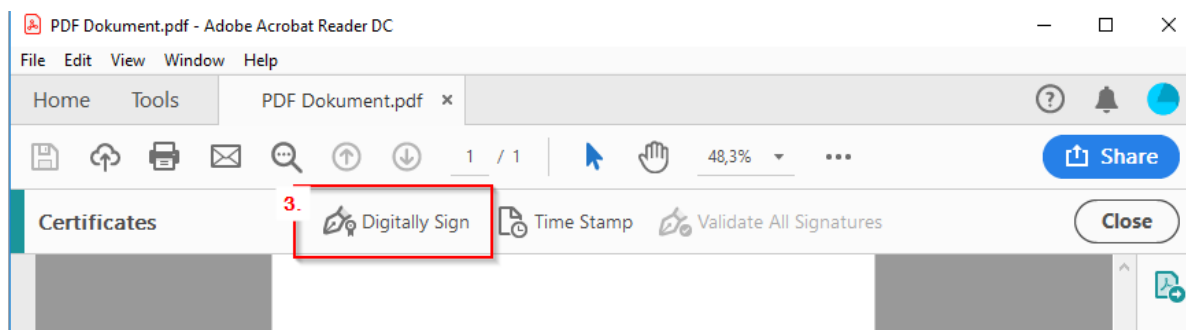 PDF Dokument.pdf - Adobe Acrobat Reader DC
File Edit View Window Help
Home Tools PDF Dokument.pdf ×
1 / 1 48,3% Share
3.
Certificates Digitally Sign Time Stamp Validate All Signatures Close